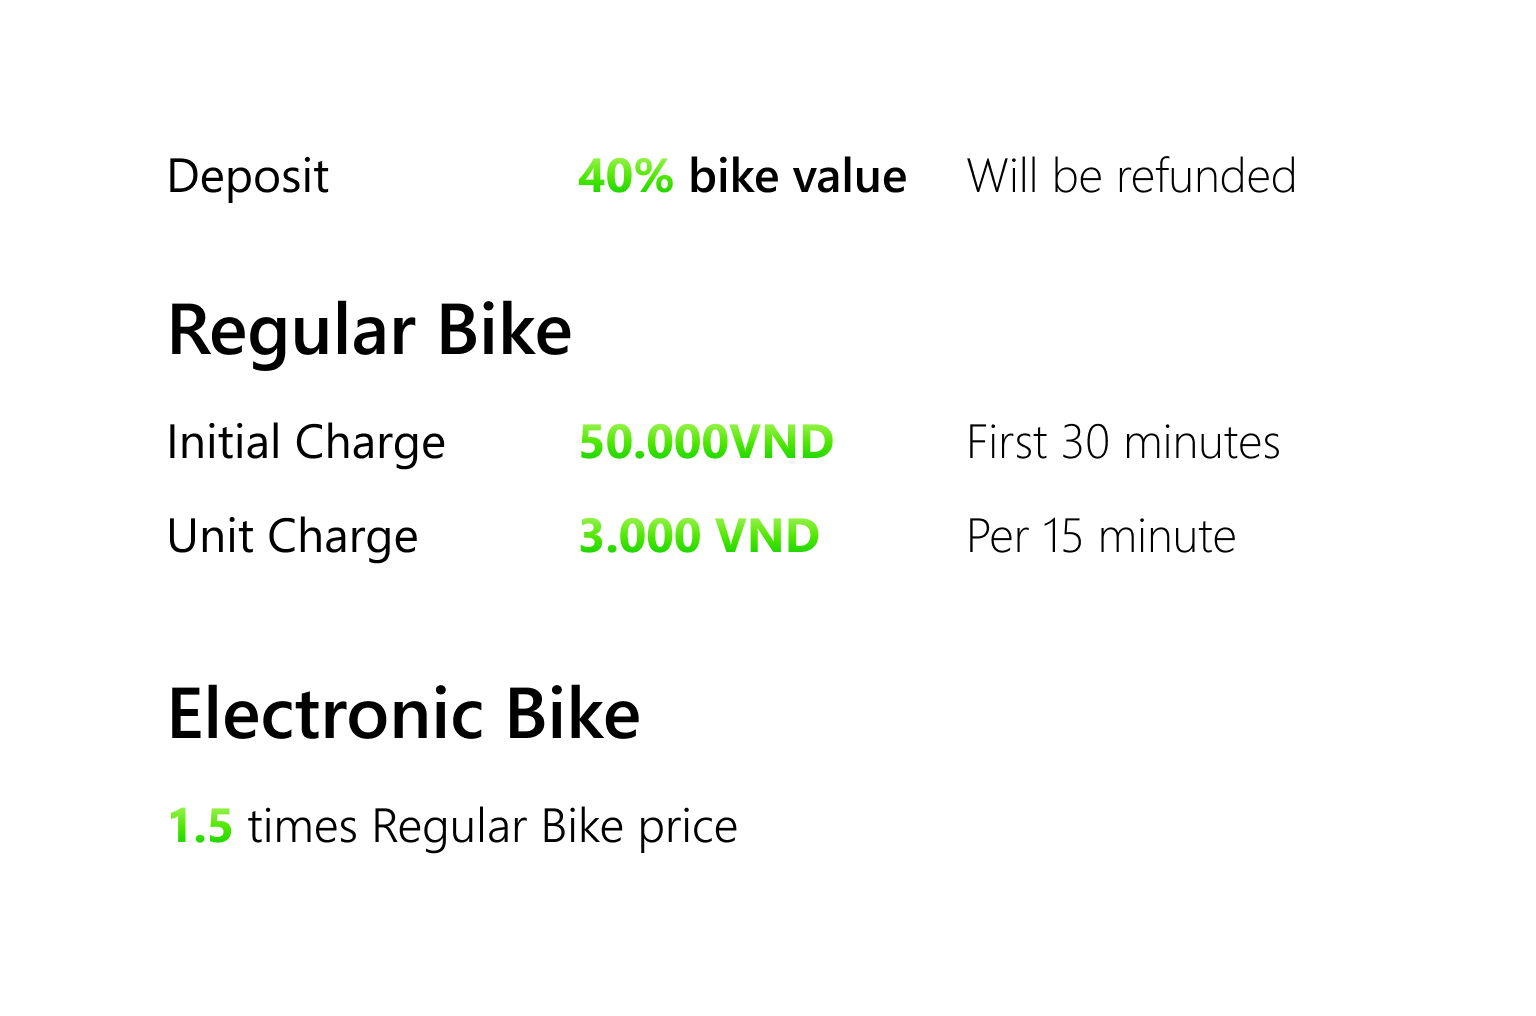 Deposit 40% bike value Will be refunded
Regular Bike
Initial Charge 50.000VND First 30 minutes
Unit Charge 3.000 VND Per 15 minute
Electronic Bike
1.5 times Regular Bike price